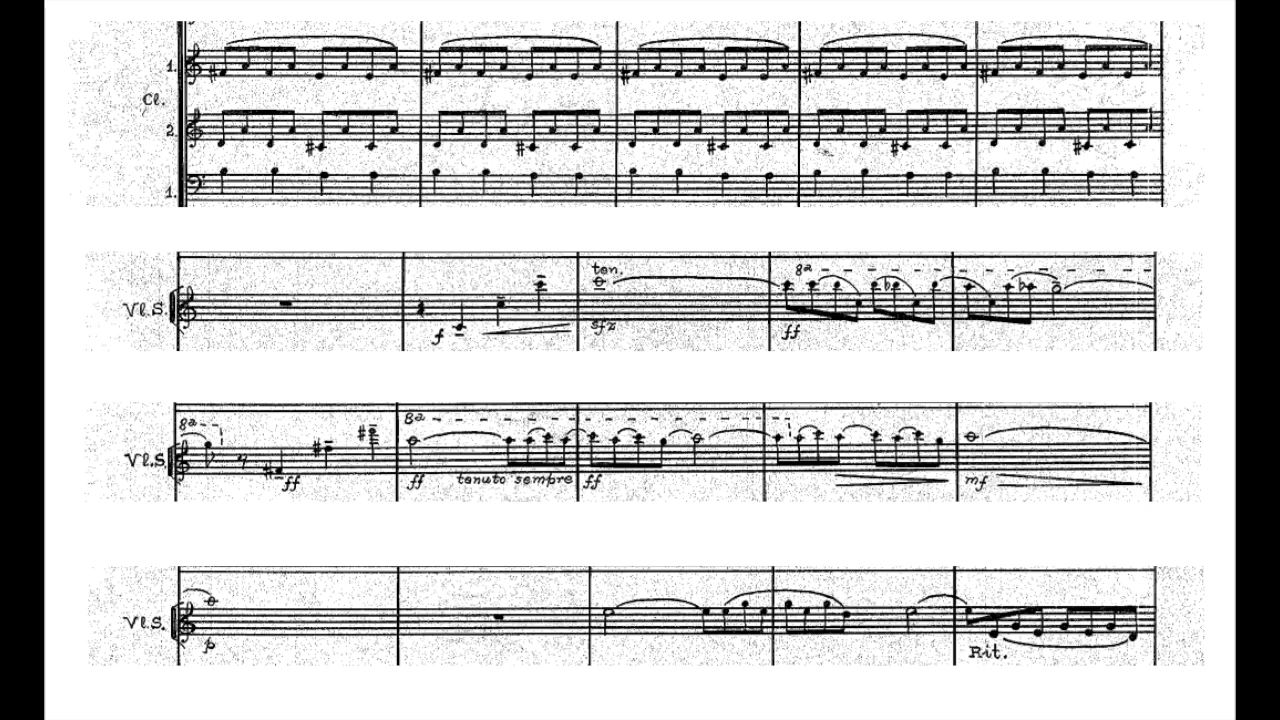 1.
Cl.
2.
1.
ten.
8a
Vl.S.
f
sfz
ff
8a
8a
Vl.S.
ff
ff
tenuto sempre
ff
mf
Vl.S.
p
Rit.